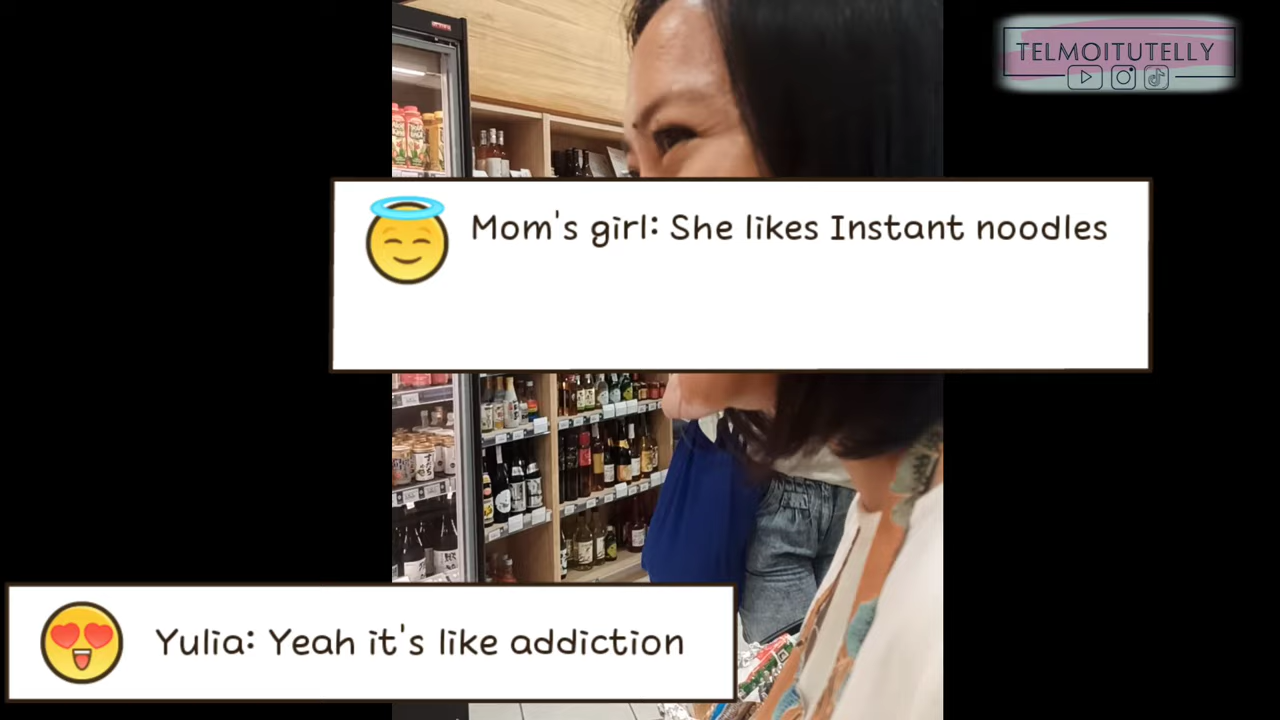 TELMOITUTELLY
Mom's girl: She likes Instant noodles
Yulia: Yeah it's like addiction